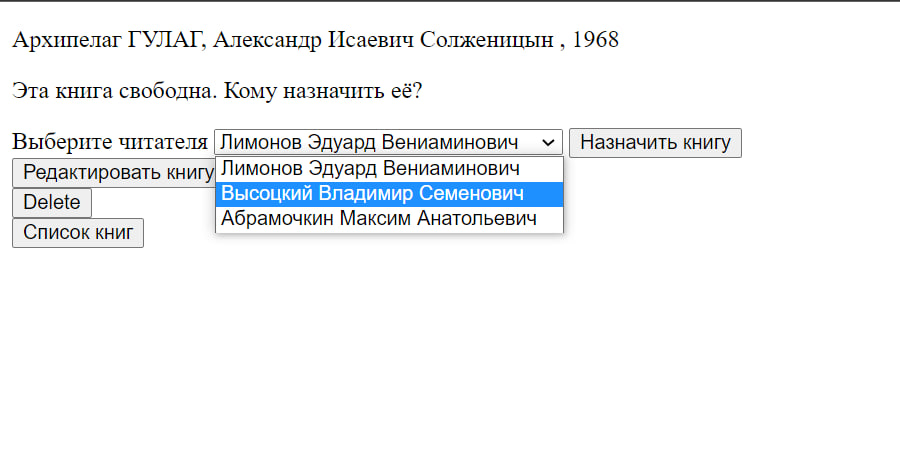 Архипелаг ГУЛАГ, Александр Исаевич Солженицын , 1968
Эта книга свободна. Кому назначить её?
Выберите читателя Лимонов Эдуард Вениаминович Назначить книгу
Редактировать книгу Лимонов Эдуард Вениаминович
Высоцкий Владимир Семенович
Delete
Абрамочкин Максим Анатольевич
Список книг